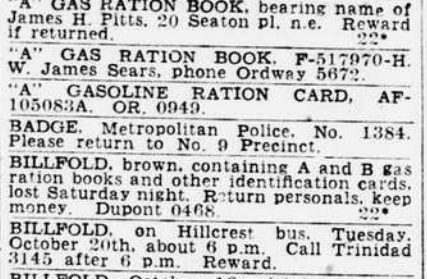 "A" GAS RATION BOOK, bearing name of
James H. Pitts, 20 Seaton pl. n.e. Reward
if returned. 22*
"A" GAS RATION BOOK. F-517970-H.
W. James Sears, phone Ordway 5672.
"A" GASOLINE RATION CARD, AF-
105083A. OR. 0949.
BADGE, Metropolitan Police, No. 1384.
Please return to No. 9 Precinct.
BILLFOLD, brown, containing A and B gas
ration books and other identification cards,
lost Saturday night. Return personals, keep
money. Dupont 0468. 22*
BILLFOLD, on Hillcrest bus, Tuesday,
October 20th, about 6 p.m. Call Trinidad
3145 after 6 p.m. Reward.
BILLFOLD, October